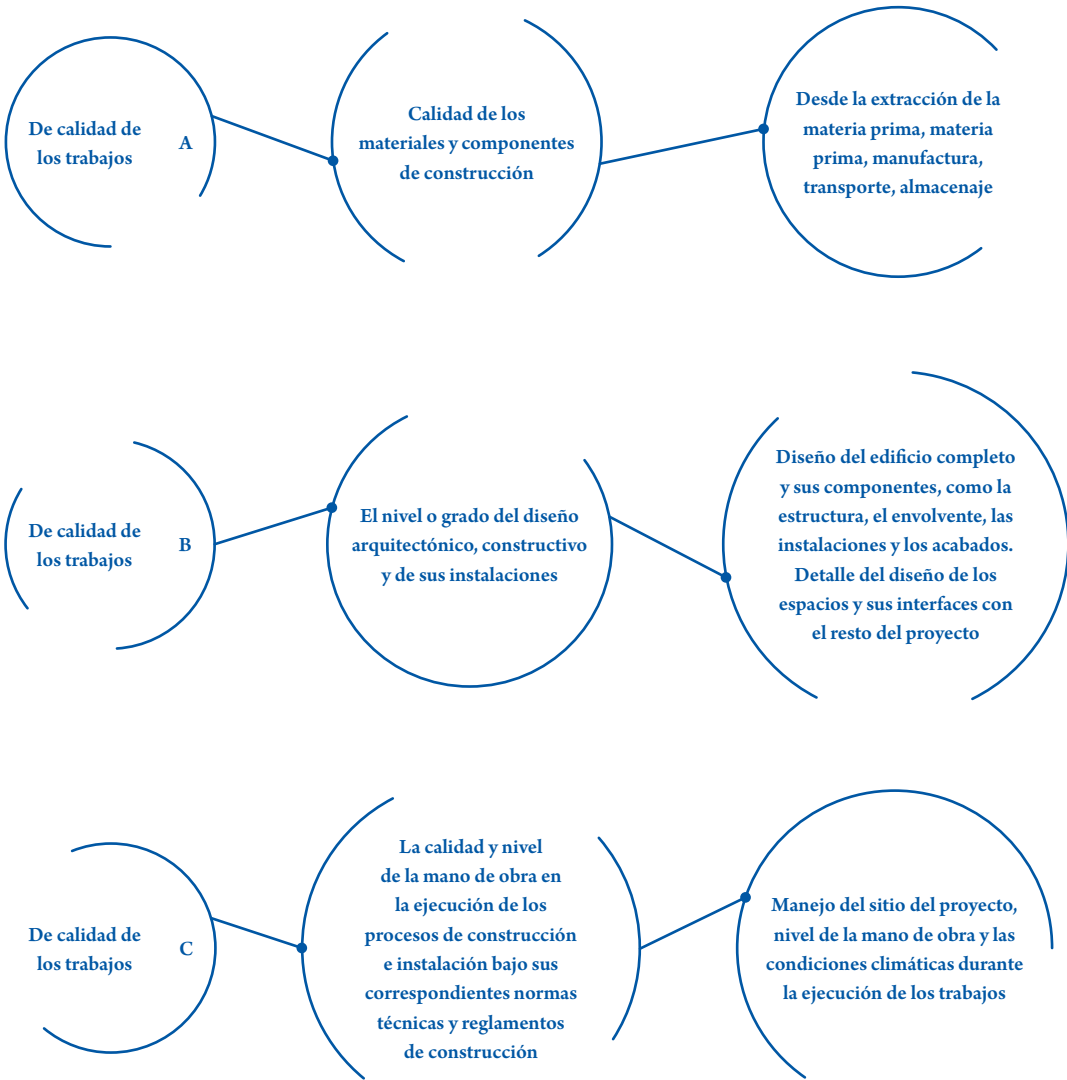 De calidad de
los trabajos
A
Calidad de los
materiales y componentes
de construcción
Desde la extracción de la
materia prima, materia
prima, manufactura,
transporte, almacenaje
De calidad de
los trabajos
B
El nivel o grado del diseño
arquitectónico, constructivo
y de sus instalaciones
Diseño del edificio completo
y sus componentes, como la
estructura, el envolvente, las
instalaciones y los acabados.
Detalle del diseño de los
espacios y sus interfaces con
el resto del proyecto
De calidad de
los trabajos
C
La calidad y nivel
de la mano de obra en
la ejecución de los
procesos de construcción
e instalación bajo sus
correspondientes normas
técnicas y reglamentos
de construcción
Manejo del sitio del proyecto,
nivel de la mano de obra y las
condiciones climáticas durante
la ejecución de los trabajos